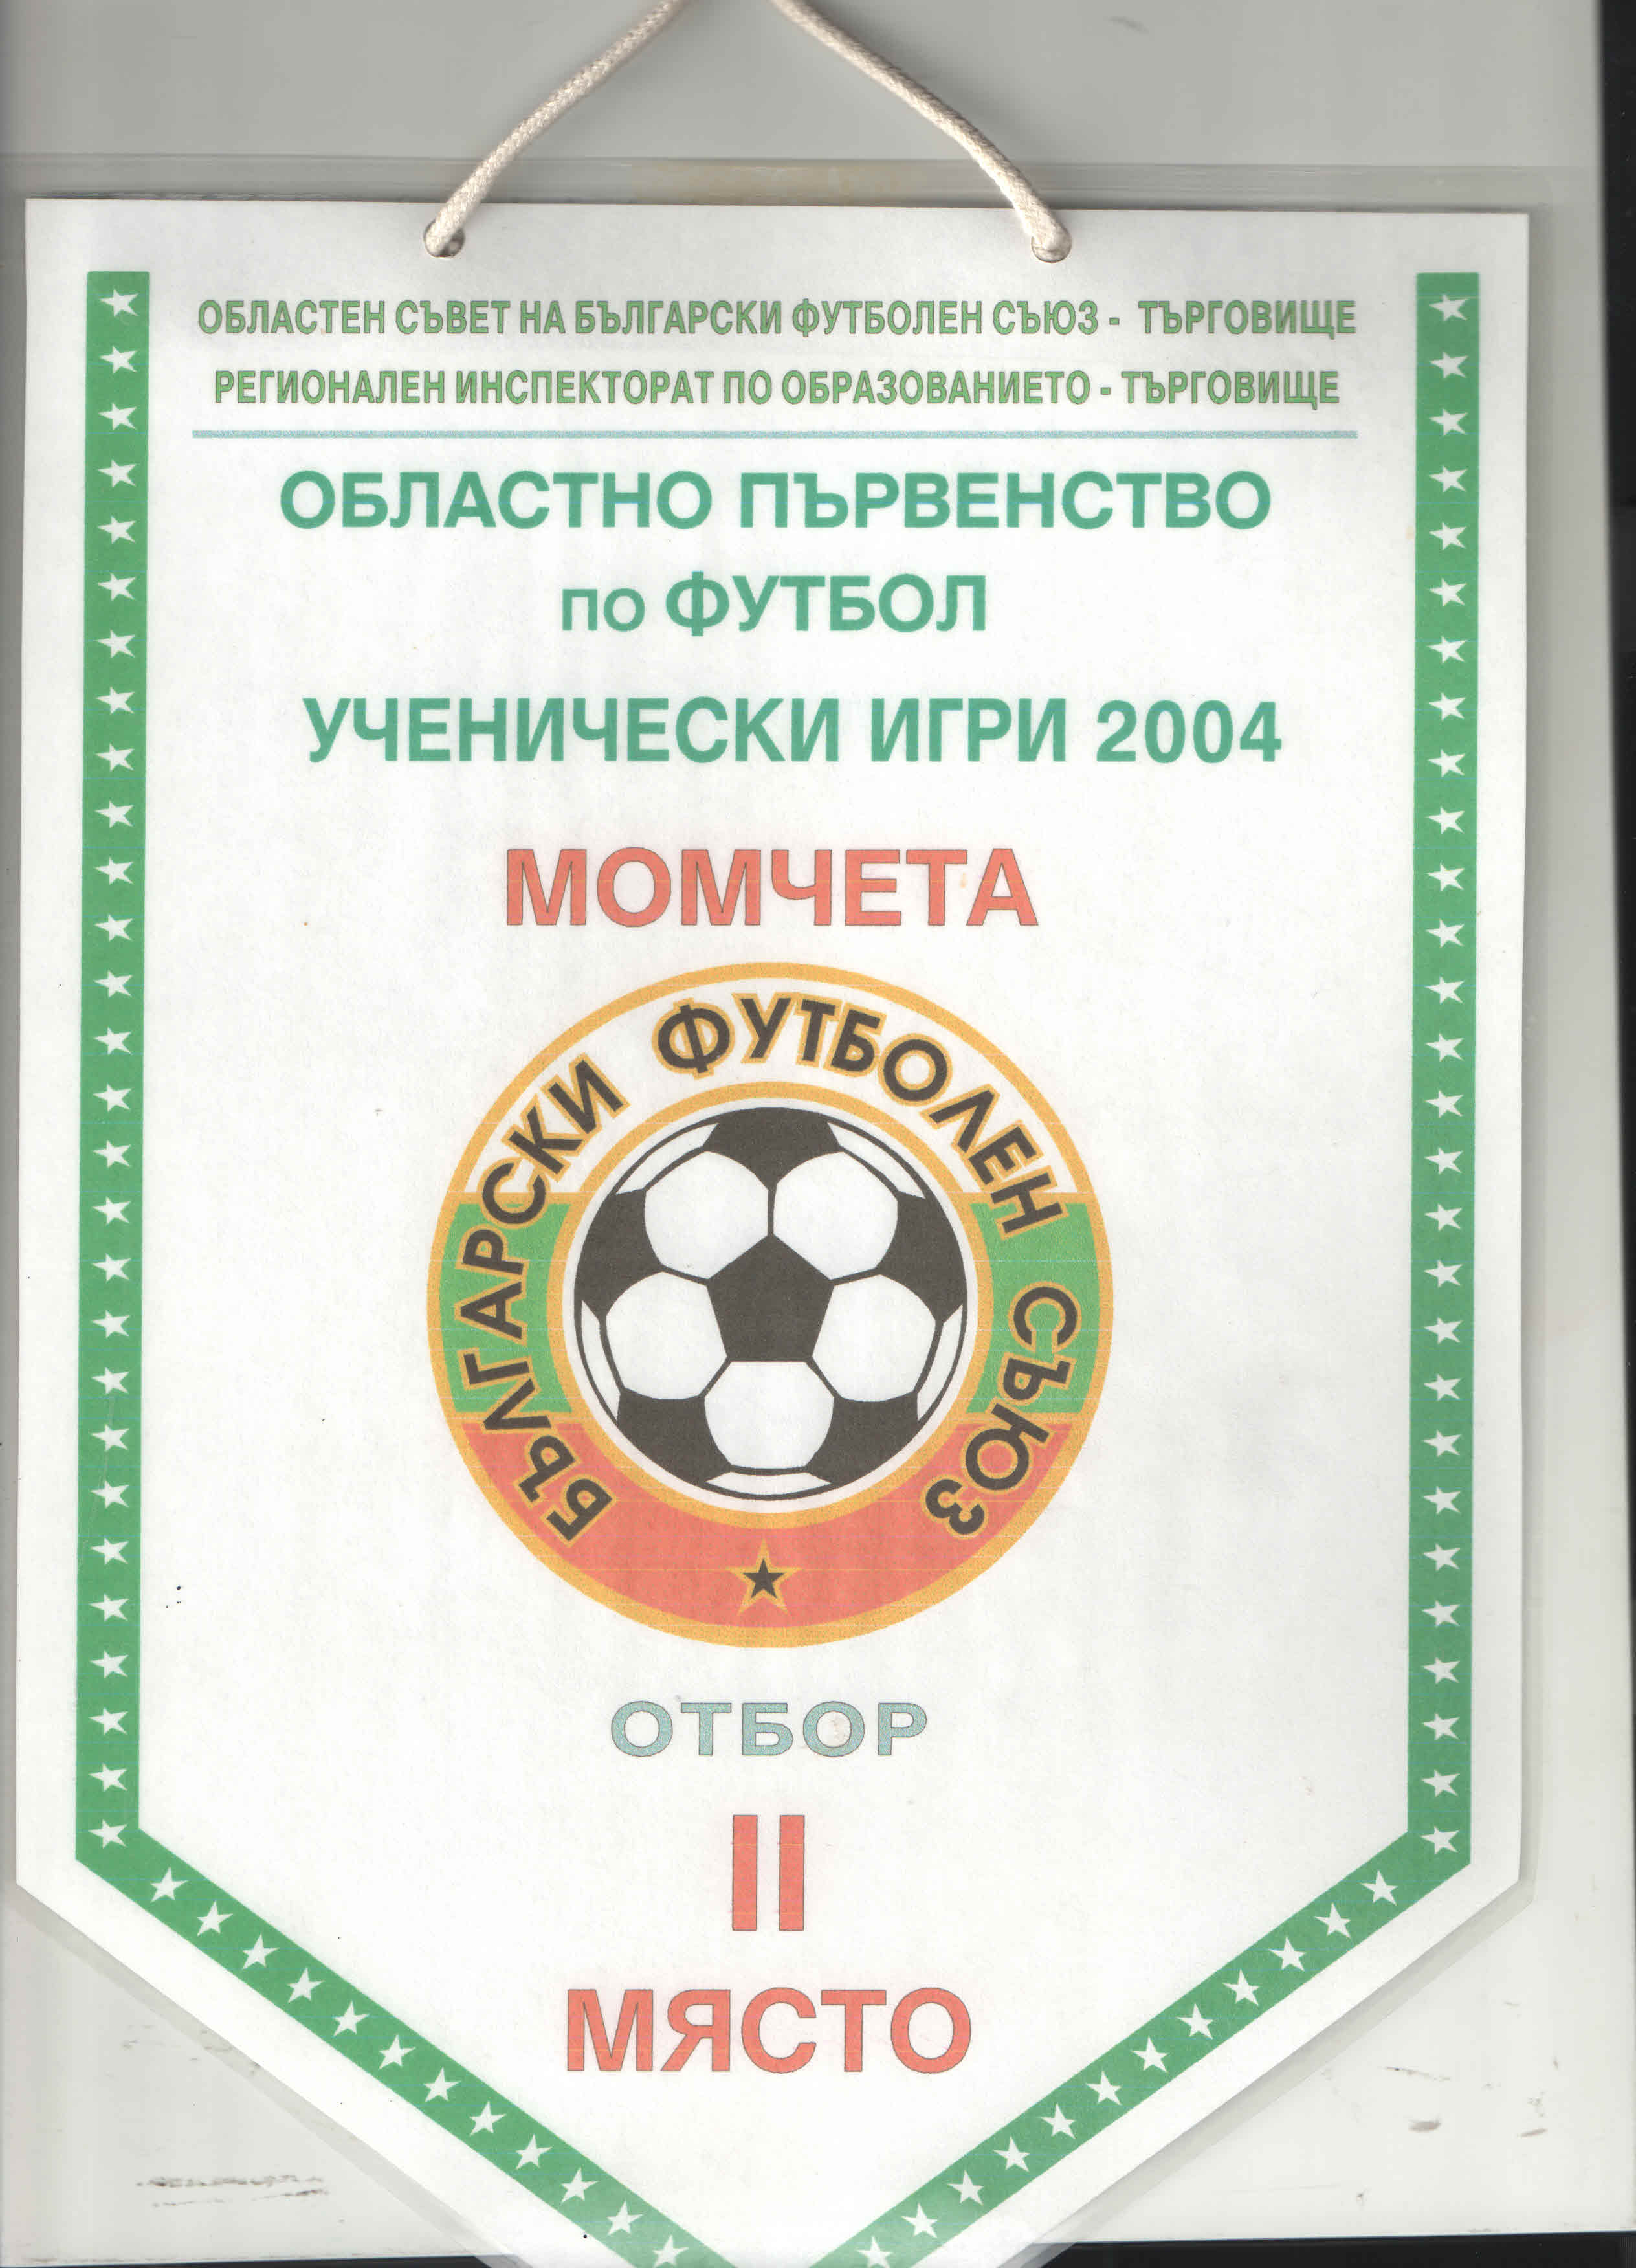 ОБЛАСТЕН СЪВЕТ НА БЪЛГАРСКИ ФУТБОЛЕН СЪЮЗ - ТЪРГОВИЩЕ
РЕГИОНАЛЕН ИНСПЕКТОРАТ ПО ОБРАЗОВАНИЕТО - ТЪРГОВИЩЕ
ОБЛАСТНО ПЪРВЕНСТВО
ПО ФУТБОЛ
УЧЕНИЧЕСКИ ИГРИ 2004
МОМЧЕТА
БЪЛГАРСКИ ФУТБОЛЕН СЪЮЗ
ОТБОР
II
МЯСТО